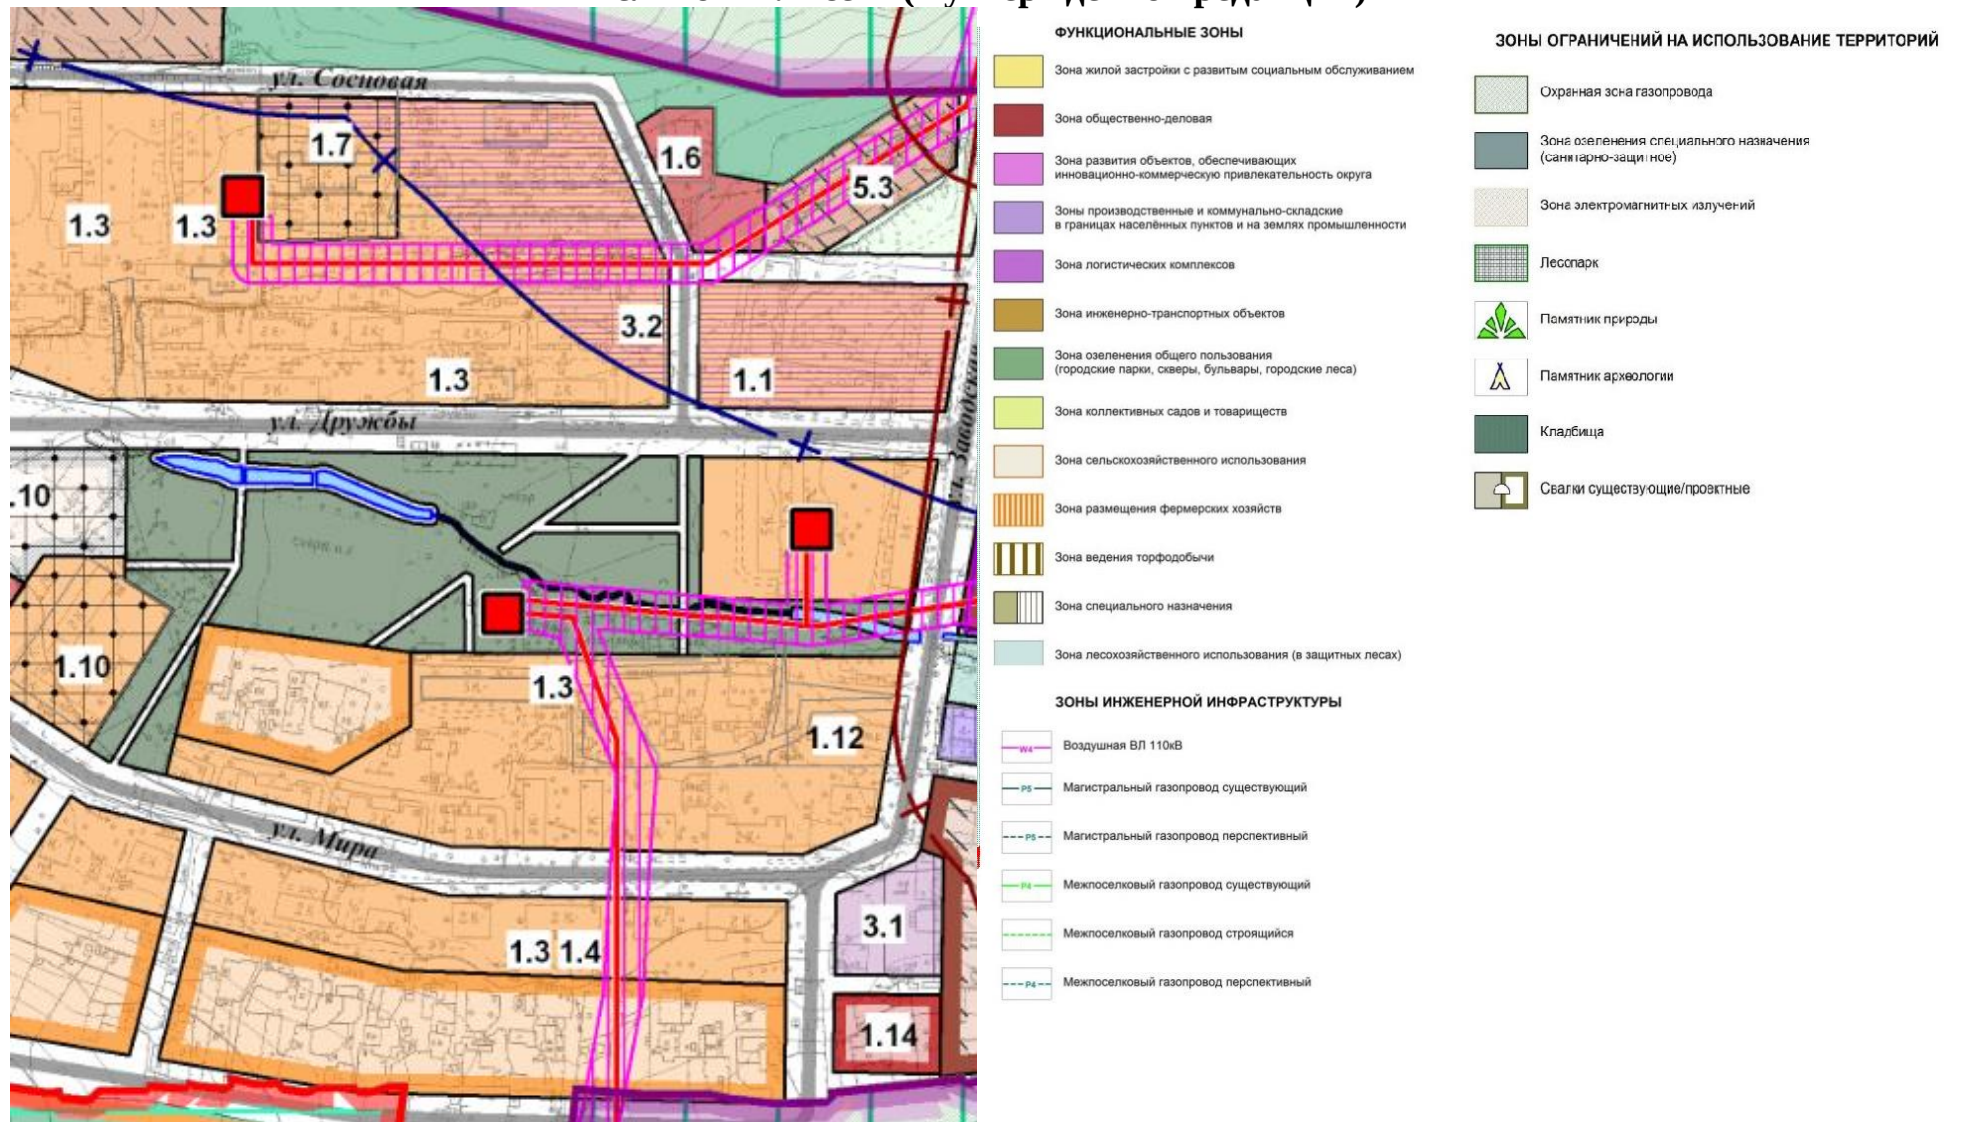 ул. Сосновая
1.7
1.6
5.3
1.3
1.3
3.2
1.3
1.1
ул. Дружбы
ул. Заводская
.10
1.10
1.3
1.12
ул. Мира
1.3
1.4
3.1
1.14
ФУНКЦИОНАЛЬНЫЕ ЗОНЫ
Зона жилой застройки с развитым социальным обслуживанием
Зона общественно-деловая
Зона развития объектов, обеспечивающих
инновационно-коммерческую привлекательность округа
Зоны производственные и коммунально-складские
в границах населённых пунктов и на землях промышленности
Зона логистических комплексов
Зона инженерно-транспортных объектов
Зона озеленения общего пользования
(городские парки, скверы, бульвары, городские леса)
Зона коллективных садов и товариществ
Зона сельскохозяйственного использования
Зона размещения фермерских хозяйств
Зона ведения торфодобычи
Зона специального назначения
Зона лесохозяйственного использования (в защитных лесах)
ЗОНЫ ИНЖЕНЕРНОЙ ИНФРАСТРУКТУРЫ
W4 Воздушная ВЛ 110кВ
P5 Магистральный газопровод существующий
P5 Магистральный газопровод перспективный
P4 Межпоселковый газопровод существующий
Межпоселковый газопровод строящийся
P4 Межпоселковый газопровод перспективный
ЗОНЫ ОГРАНИЧЕНИЙ НА ИСПОЛЬЗОВАНИЕ ТЕРРИТОРИЙ
Охранная зона газопровода
Зона озеленения специального назначения
(санитарно-защитное)
Зона электромагнитных излучений
Лесопарк
Памятник природы
Памятник археологии
Кладбища
Свалки существующие/проектные